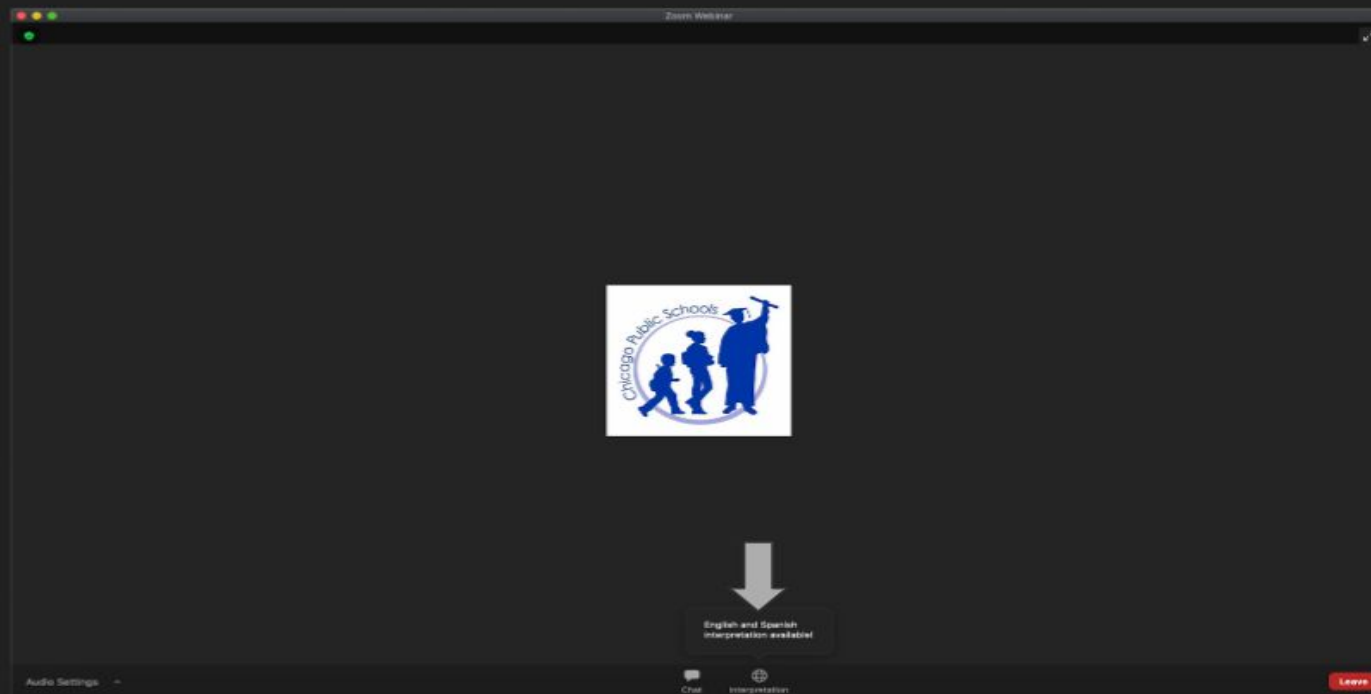 Zoom Webinar
Chicago Public Schools
English and Spanish
interpretation available!
Audio Settings
Chat
Interpretation
Leave